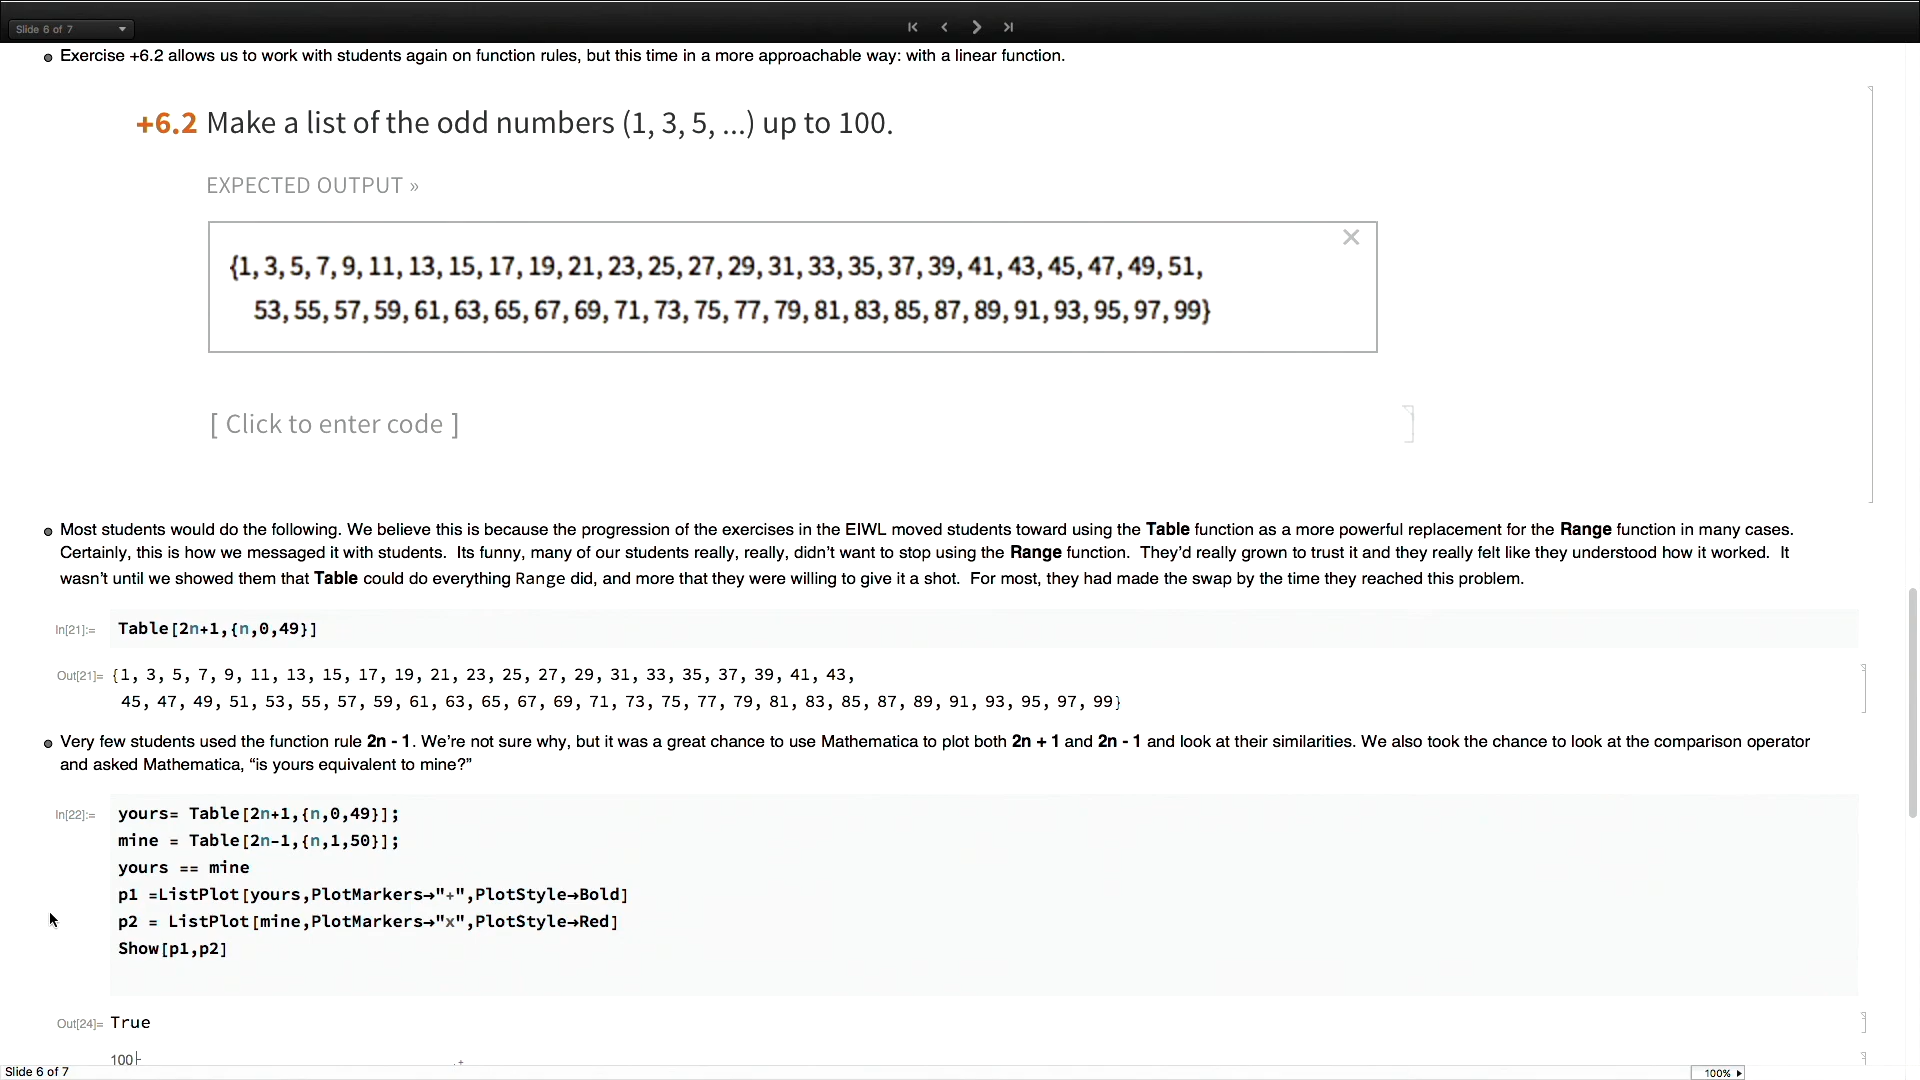 Slide 6 of 7
Exercise +6.2 allows us to work with students again on function rules, but this time in a more approachable way: with a linear function.
+6.2 Make a list of the odd numbers (1, 3, 5, ...) up to 100.
EXPECTED OUTPUT »
{1, 3, 5, 7, 9, 11, 13, 15, 17, 19, 21, 23, 25, 27, 29, 31, 33, 35, 37, 39, 41, 43, 45, 47, 49, 51,
53, 55, 57, 59, 61, 63, 65, 67, 69, 71, 73, 75, 77, 79, 81, 83, 85, 87, 89, 91, 93, 95, 97, 99}
[ Click to enter code ]
Most students would do the following. We believe this is because the progression of the exercises in the EIWL moved students toward using the Table function as a more powerful replacement for the Range function in many cases.
Certainly, this is how we messaged it with students. Its funny, many of our students really, really, didn't want to stop using the Range function. They'd really grown to trust it and they really felt like they understood how it worked. It
wasn't until we showed them that Table could do everything Range did, and more that they were willing to give it a shot. For most, they had made the swap by the time they reached this problem.
In[21]:= Table[2n+1,{n,0,49}]
Out[21]= {1, 3, 5, 7, 9, 11, 13, 15, 17, 19, 21, 23, 25, 27, 29, 31, 33, 35, 37, 39, 41, 43,
45, 47, 49, 51, 53, 55, 57, 59, 61, 63, 65, 67, 69, 71, 73, 75, 77, 79, 81, 83, 85, 87, 89, 91, 93, 95, 97, 99}
Very few students used the function rule 2n - 1. We're not sure why, but it was a great chance to use Mathematica to plot both 2n + 1 and 2n - 1 and look at their similarities. We also took the chance to look at the comparison operator
and asked Mathematica, “is yours equivalent to mine?”
In[22]:= yours= Table[2n+1,{n,0,49}];
mine = Table[2n-1,{n,1,50}];
yours == mine
p1 =ListPlot[yours,PlotMarkers→"+",PlotStyle→Bold]
p2 = ListPlot[mine,PlotMarkers→"x",PlotStyle→Red]
Show[p1,p2]
Out[24]= True
100
Slide 6 of 7
100%